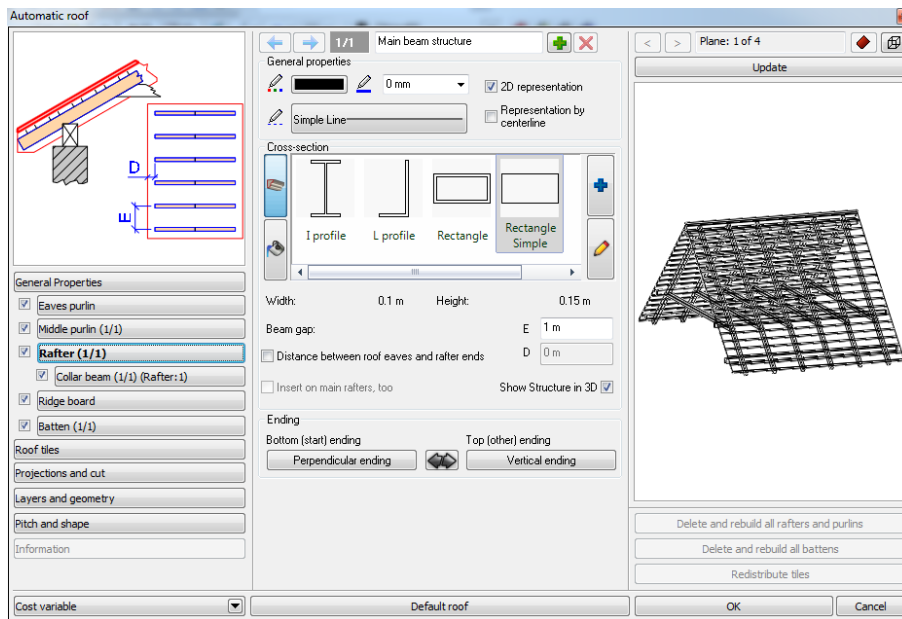 Automatic roof
D
E
General Properties
Eaves purlin
Middle purlin (1/1)
Rafter (1/1)
Collar beam (1/1) (Rafter:1)
Ridge board
Batten (1/1)
Roof tiles
Projections and cut
Layers and geometry
Pitch and shape
Information
Cost variable
1/1
Main beam structure
General properties
0 mm
2D representation
Simple Line
Representation by
centerline
Cross-section
I profile
L profile
Rectangle
Rectangle
Simple
Width: 0.1 m Height: 0.15 m
Beam gap: E 1 m
Distance between roof eaves and rafter ends D 0 m
Insert on main rafters, too
Show Structure in 3D
Ending
Bottom (start) ending
Top (other) ending
Perpendicular ending
Vertical ending
Default roof
< > Plane: 1 of 4
Update
Delete and rebuild all rafters and purlins
Delete and rebuild all battens
Redistribute tiles
OK
Cancel